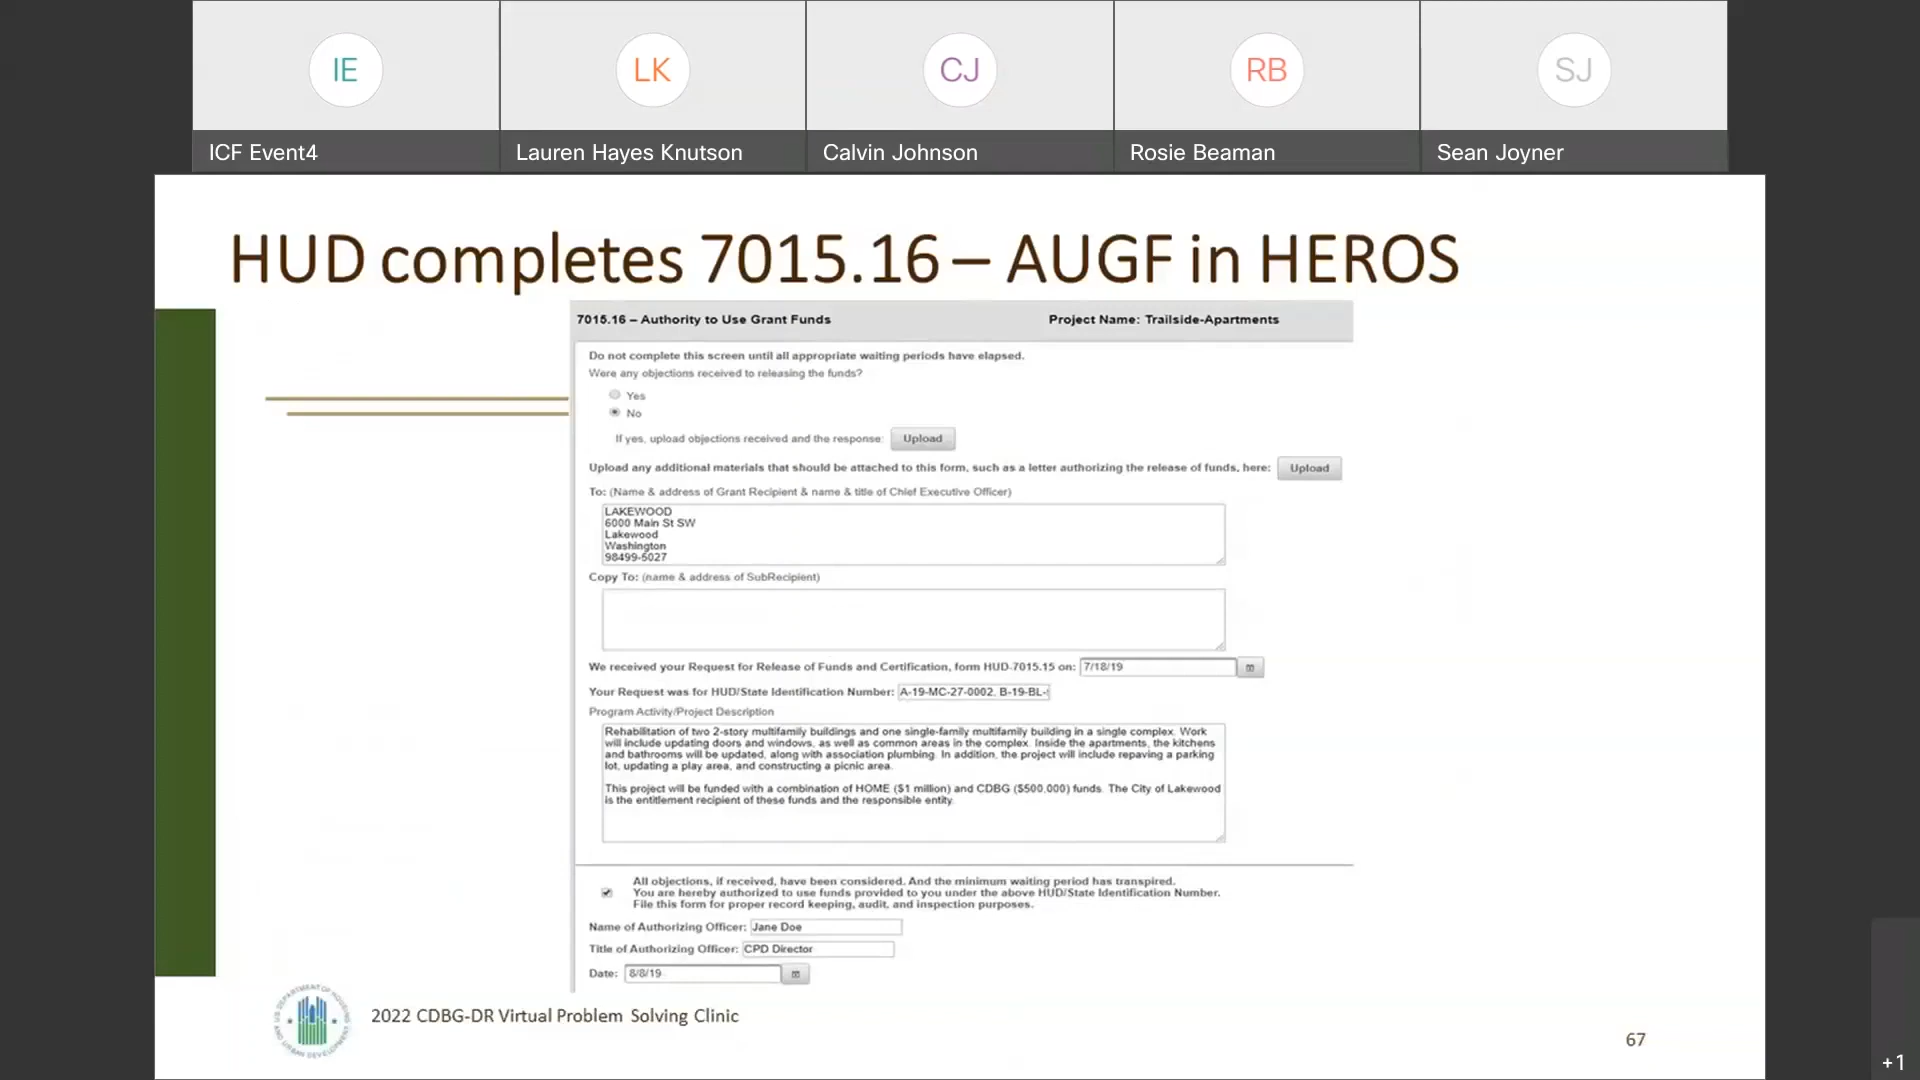 IE
LK
CJ
RB
SJ
ICF Event4
Lauren Hayes Knutson
Calvin Johnson
Rosie Beaman
Sean Joyner
HUD completes 7015.16 – AUGF in HEROS
7015.16 – Authority to Use Grant Funds
Project Name: Trailside-Apartments
Do not complete this screen until all appropriate waiting periods have elapsed.
Were any objections received to releasing the funds?
Yes
No
If yes, upload objections received and the response:
Upload
Upload any additional materials that should be attached to this form, such as a letter authorizing the release of funds, here:
Upload
To: (Name & address of Grant Recipient & name & title of Chief Executive Officer)
LAKEWOOD
6000 Main St SW
Lakewood
Washington
98499-5027
Copy To: (name & address of SubRecipient)
We received your Request for Release of Funds and Certification, form HUD-7015.15 on: 7/18/19
Your Request was for HUD/State Identification Number: A-19-MC-27-0002, B-19-BL-
Program Activity/Project Description
Rehabilitation of two 2-story multifamily buildings and one single-family multifamily building in a single complex. Work
will include updating doors and windows, as well as common areas in the complex. Inside the apartments, the kitchens
and bathrooms will be updated, along with association plumbing. In addition, the project will include repaving a parking
lot, updating a play area, and constructing a picnic area.
This project will be funded with a combination of HOME ($1 million) and CDBG ($500,000) funds. The City of Lakewood
is the entitlement recipient of these funds and the responsible entity.
All objections, if received, have been considered. And the minimum waiting period has transpired.
You are hereby authorized to use funds provided to you under the above HUD/State Identification Number.
File this form for proper record keeping, audit, and inspection purposes.
Name of Authorizing Officer: Jane Doe
Title of Authorizing Officer: CPD Director
Date: 8/8/19
U.S. DEPARTMENT OF HOUSING AND URBAN DEVELOPMENT
2022 CDBG-DR Virtual Problem Solving Clinic
67
+1